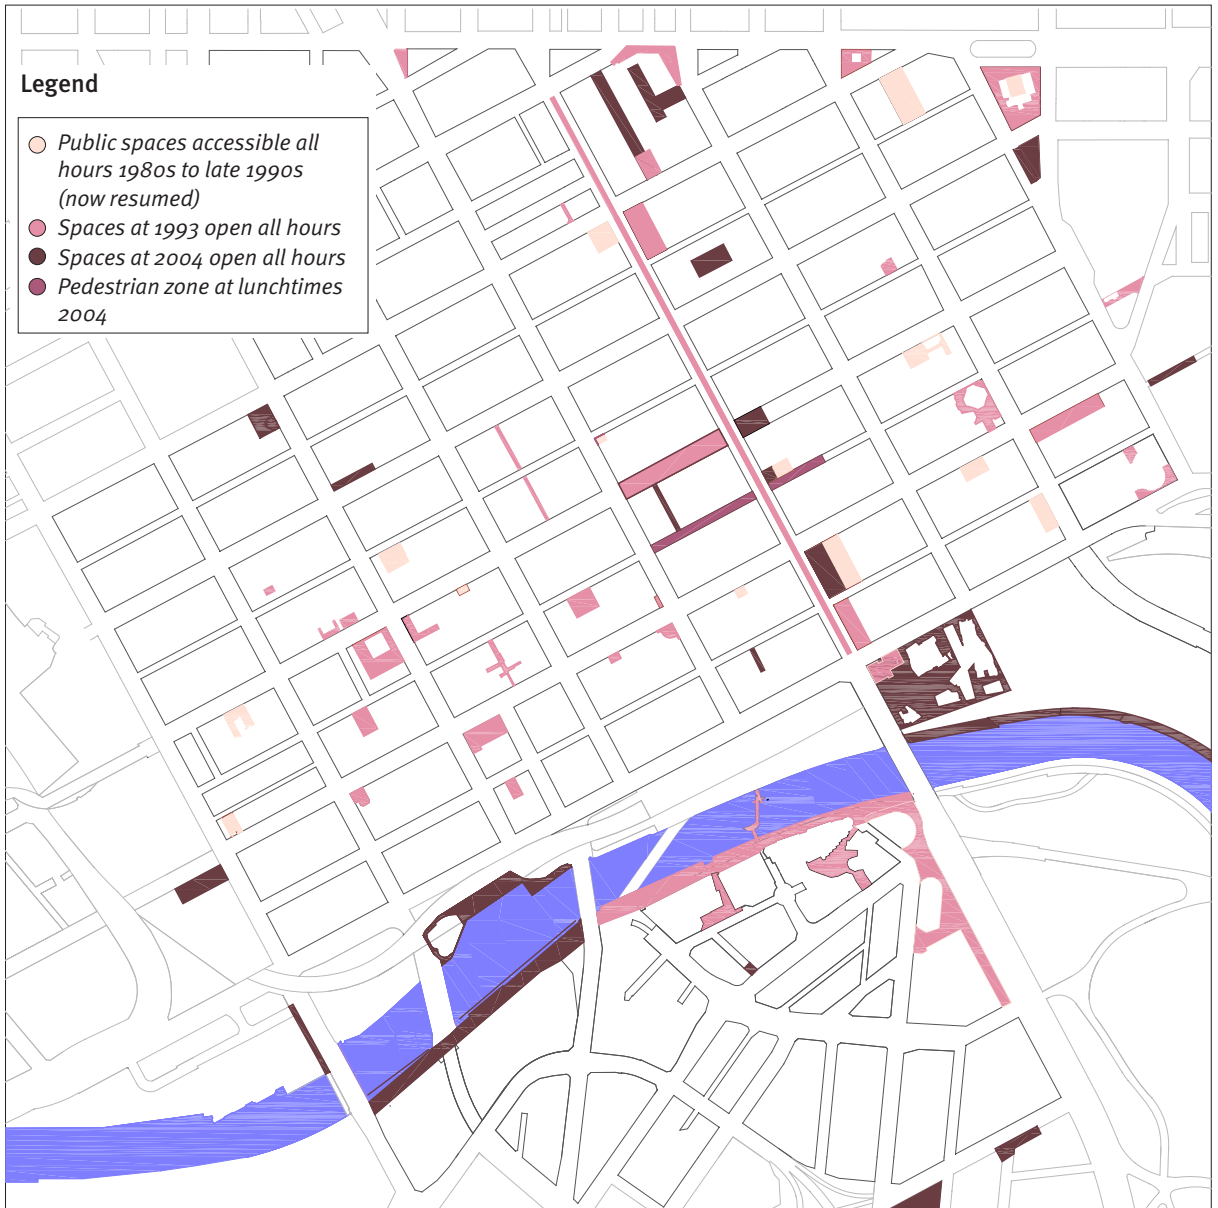 Legend
Public spaces accessible all
hours 1980s to late 1990s
(now resumed)
Spaces at 1993 open all hours
Spaces at 2004 open all hours
Pedestrian zone at lunchtimes
2004